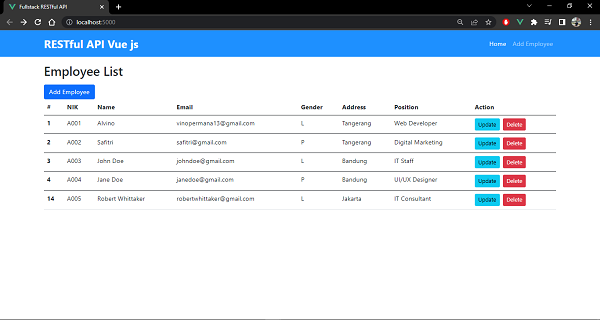 Fullstack RESTful API
localhost:5000
RESTful API Vue js
Home Add Employee
Employee List
Add Employee
# NIK Name Email Gender Address Position Action
1 A001 Alvino vinopermana13@gmail.com L Tangerang Web Developer Update Delete
2 A002 Safitri safitri@gmail.com P Tangerang Digital Marketing Update Delete
3 A003 John Doe johndoe@gmail.com L Bandung IT Staff Update Delete
4 A004 Jane Doe janedoe@gmail.com P Bandung UI/UX Designer Update Delete
14 A005 Robert Whittaker robertwhittaker@gmail.com L Jakarta IT Consultant Update Delete